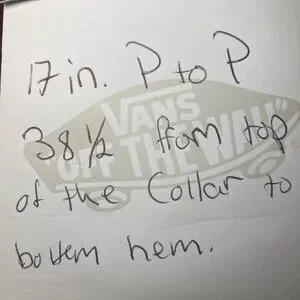 17 in. P to P
VANS
"OFF THE WALL"
38 ½ from top
of the Collar to
bottem hem.